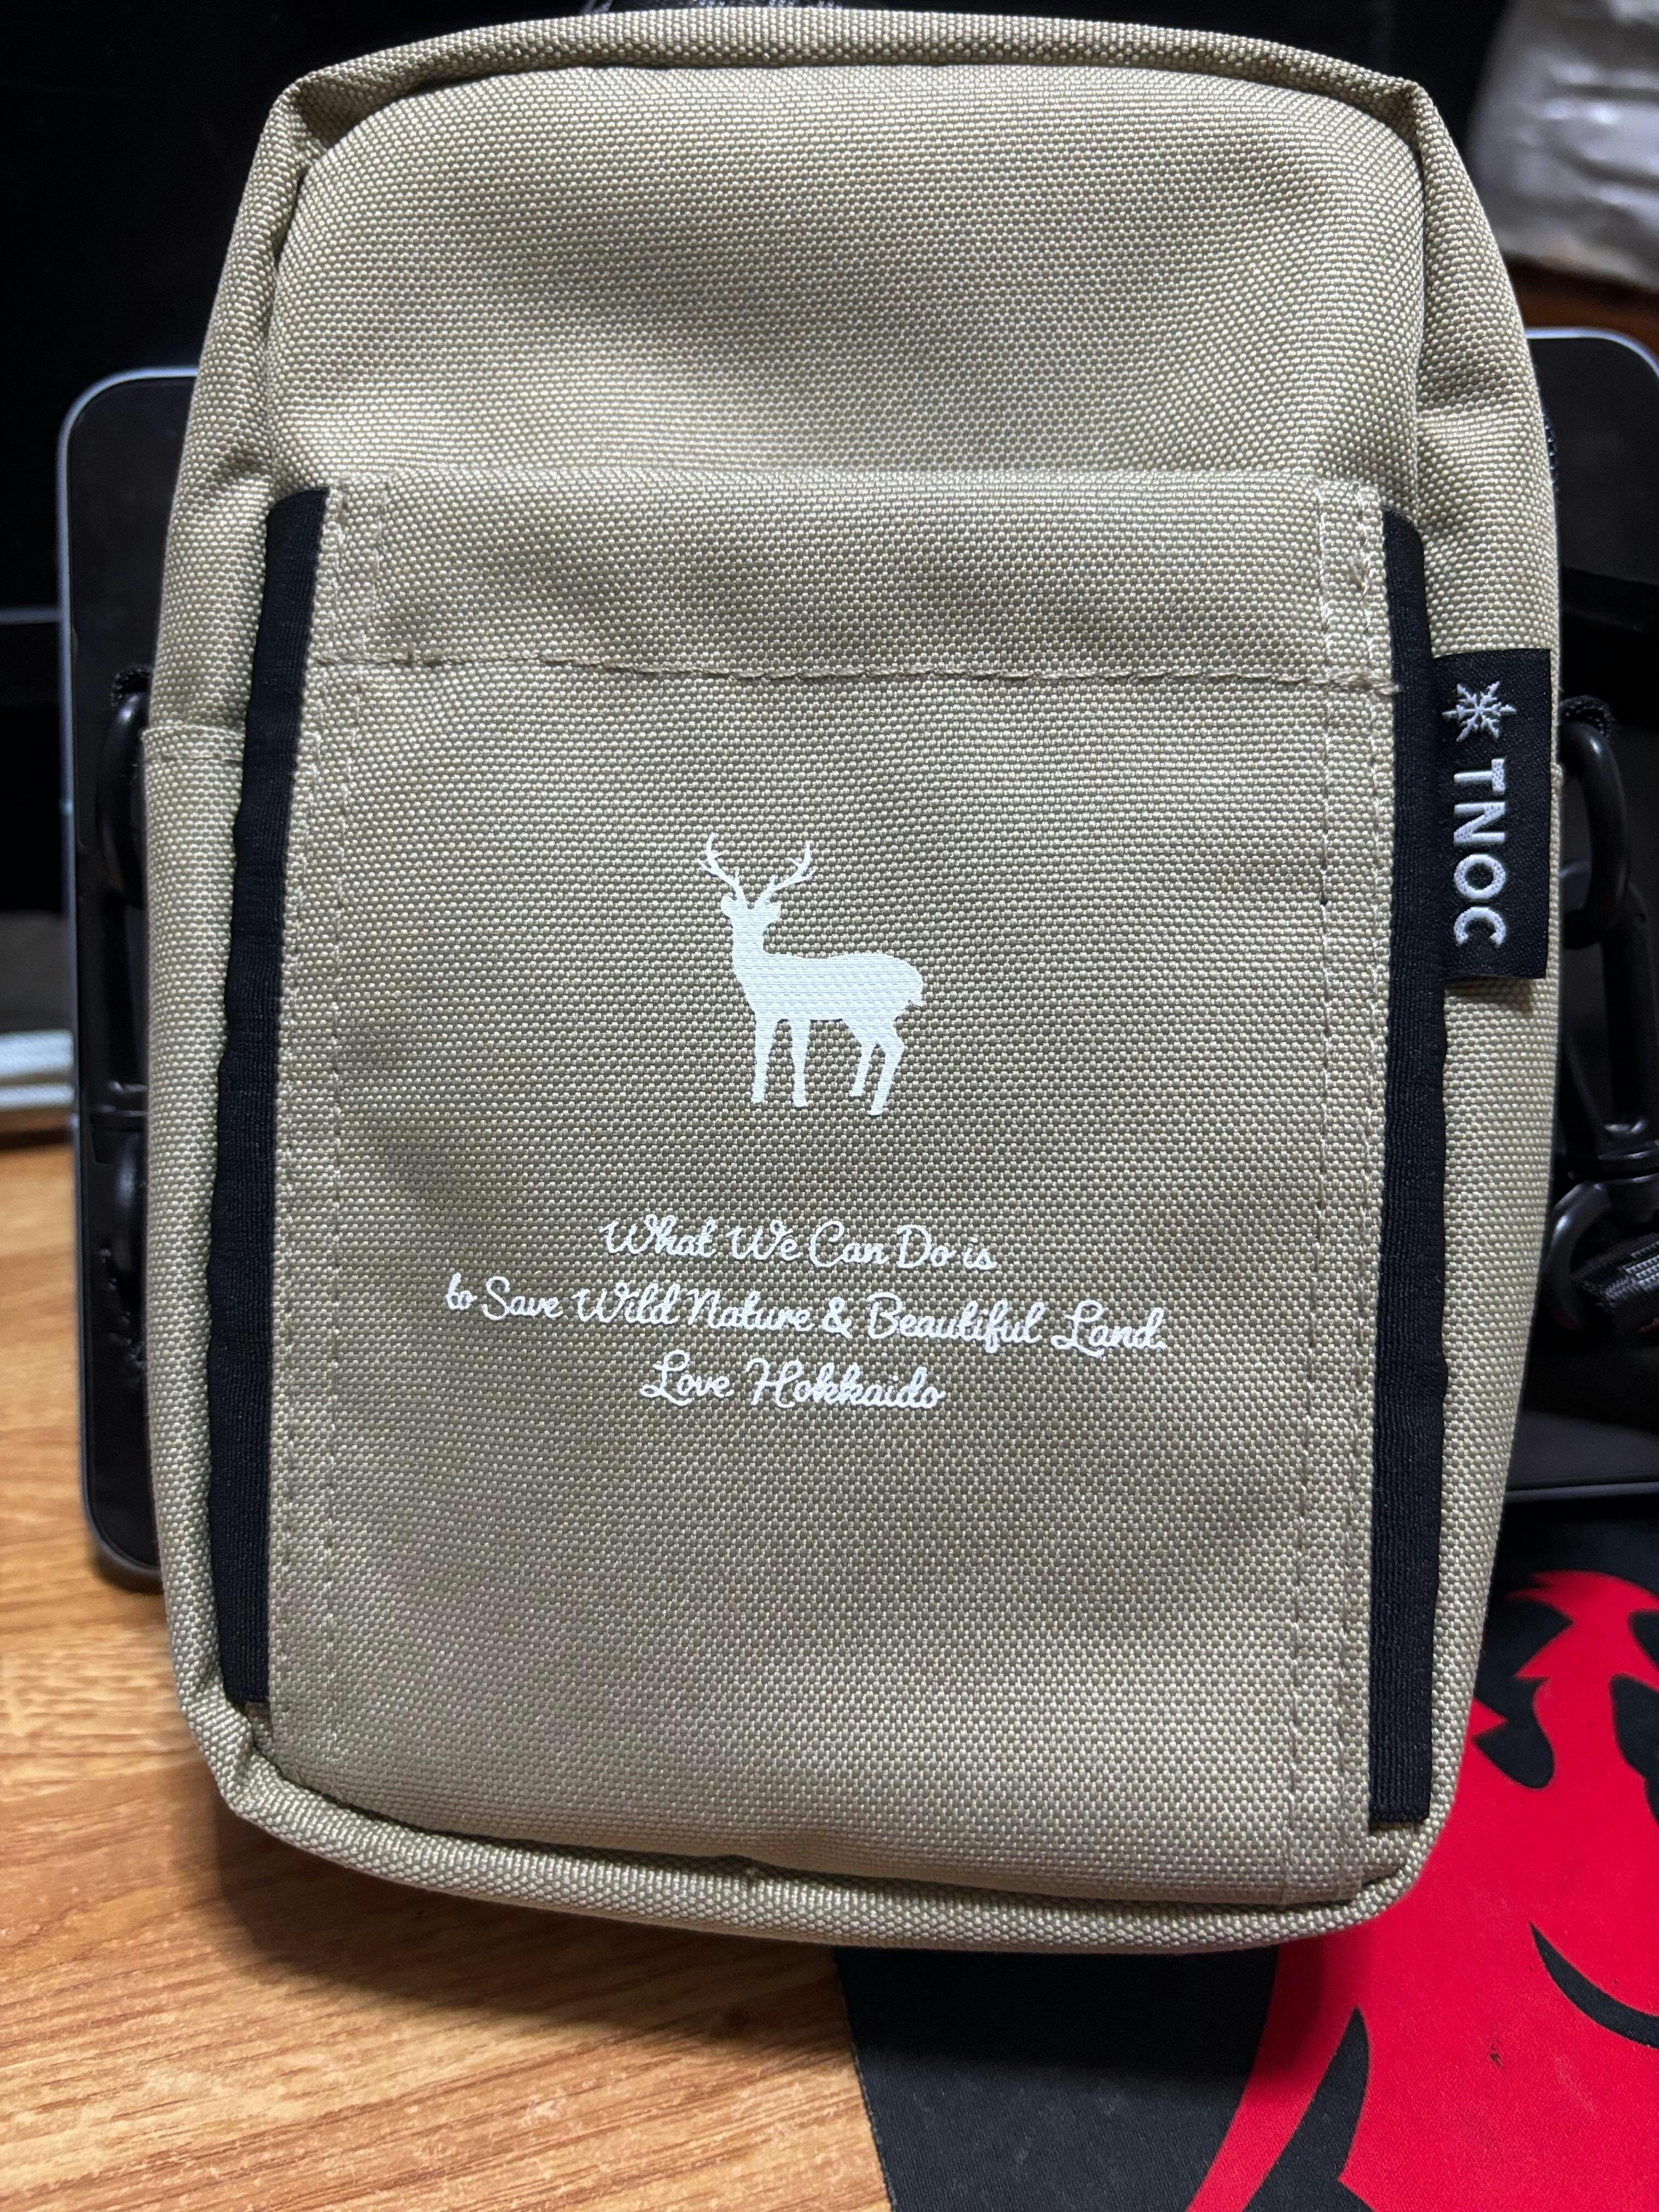 TNOC
What We Can Do is
to Save Wild Nature & Beautiful Land.
Love Hokkaido